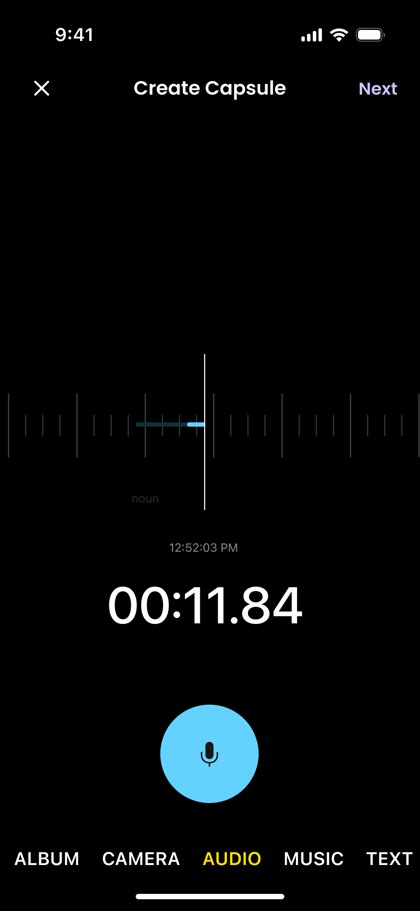 9:41
Create Capsule Next
noun
12:52:03 PM
00:11.84
ALBUM CAMERA AUDIO MUSIC TEXT